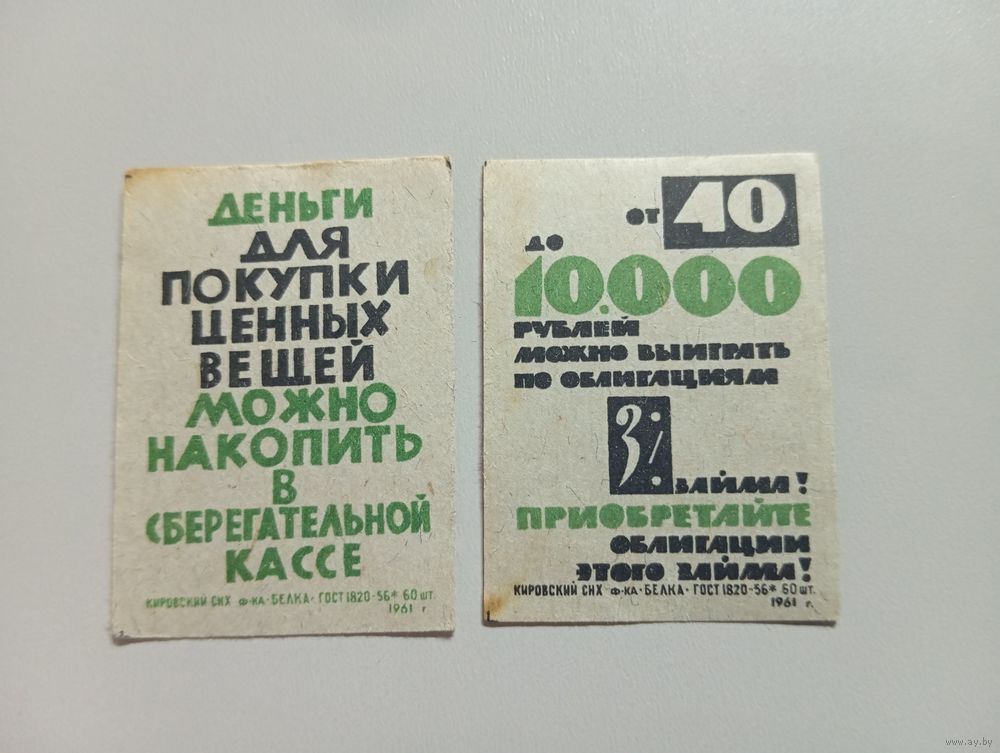 ДЕНЬГИ
ДЛЯ
ПОКУПКИ
ЦЕННЫХ
ВЕЩЕЙ
МОЖНО
НАКОПИТЬ
В
СБЕРЕГАТЕЛЬНОЙ
КАССЕ
КИРОВСКИЙ СНХ Ф-КА·БЕЛКА·ГОСТ 1820-56* 60 ШТ.
1961 г.
ОТ 40
ДО
10.000
РУБЛЕЙ
МОЖНО ВЫИГРАТЬ
ПО ОБЛИГАЦИЯМ
3%
ЗАЙМА!
ПРИОБРЕТАЙТЕ
ОБЛИГАЦИИ
ЭТОГО ЗАЙМА!
КИРОВСКИЙ СНХ Ф-КА·БЕЛКА·ГОСТ 1820-56* 60 ШТ.
1961 г.
www.ay.by